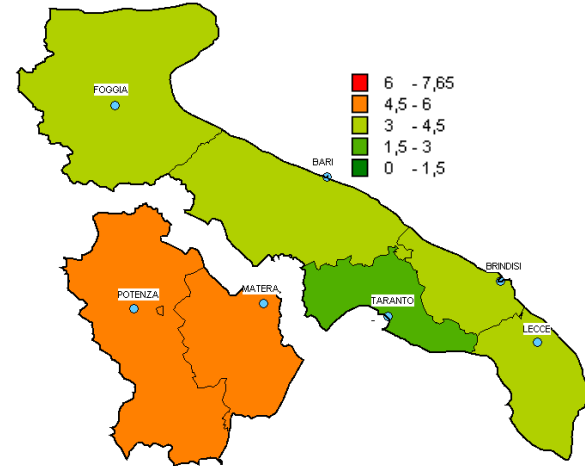 FOGGIA
6 - 7,65
4,5 - 6
3 - 4,5
1,5 - 3
0 - 1,5
BARI
BRINDISI
MATERA
POTENZA
TARANTO
-
LECCE